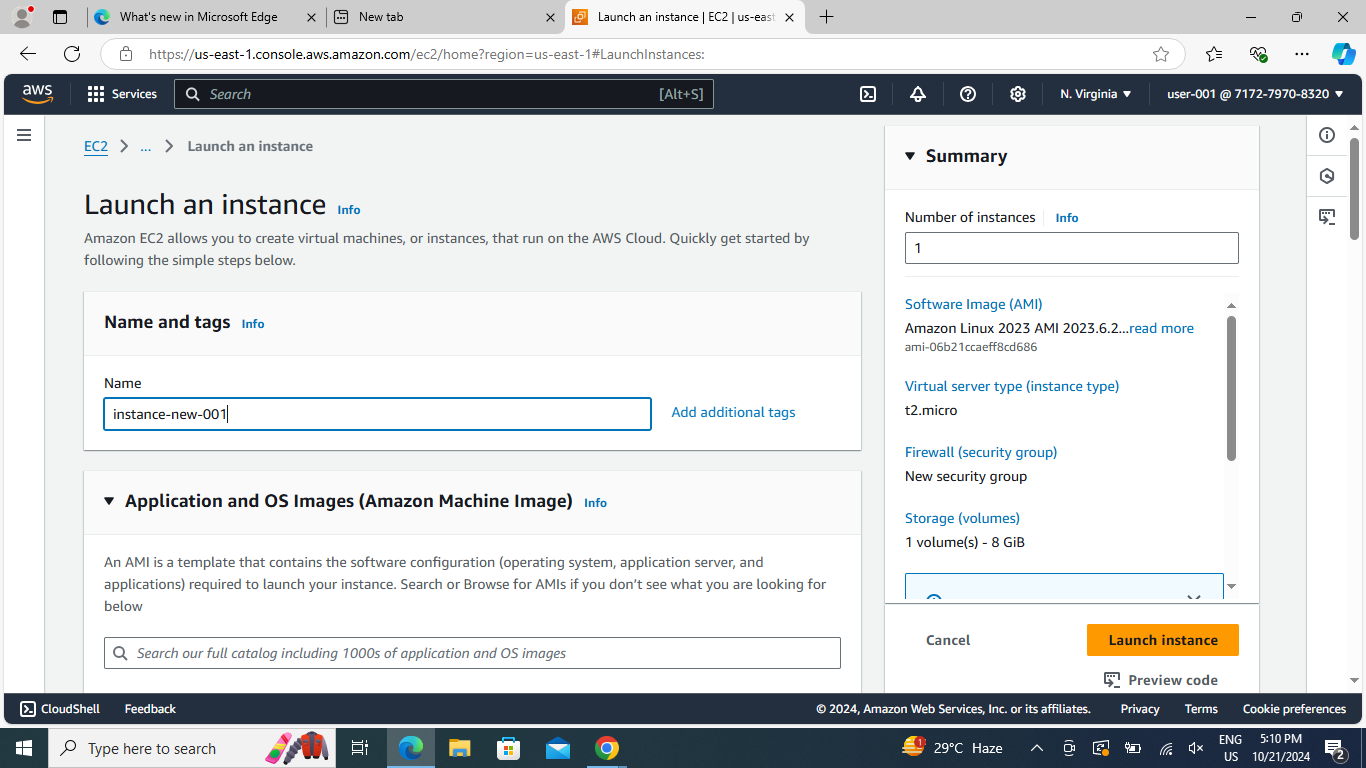 What's new in Microsoft Edge
New tab
Launch an instance | EC2 | us-east
https://us-east-1.console.aws.amazon.com/ec2/home?region=us-east-1#LaunchInstances:
aws
Services
Search
[Alt+S]
N. Virginia
user-001 @ 7172-7970-8320
EC2
...
Launch an instance
Launch an instance Info
Amazon EC2 allows you to create virtual machines, or instances, that run on the AWS Cloud. Quickly get started by
following the simple steps below.
Name and tags Info
Name
instance-new-001
Add additional tags
Application and OS Images (Amazon Machine Image) Info
An AMI is a template that contains the software configuration (operating system, application server, and
applications) required to launch your instance. Search or Browse for AMIs if you don't see what you are looking for
below
Search our full catalog including 1000s of application and OS images
Summary
Number of instances Info
1
Software Image (AMI)
Amazon Linux 2023 AMI 2023.6.2...read more
ami-06b21ccaeff8cd686
Virtual server type (instance type)
t2.micro
Firewall (security group)
New security group
Storage (volumes)
1 volume(s) - 8 GiB
Cancel
Launch instance
Preview code
CloudShell
Feedback
© 2024, Amazon Web Services, Inc. or its affiliates.
Privacy
Terms
Cookie preferences
Type here to search
1
29°C Haze
ENG
US
5:10 PM
10/21/2024
2